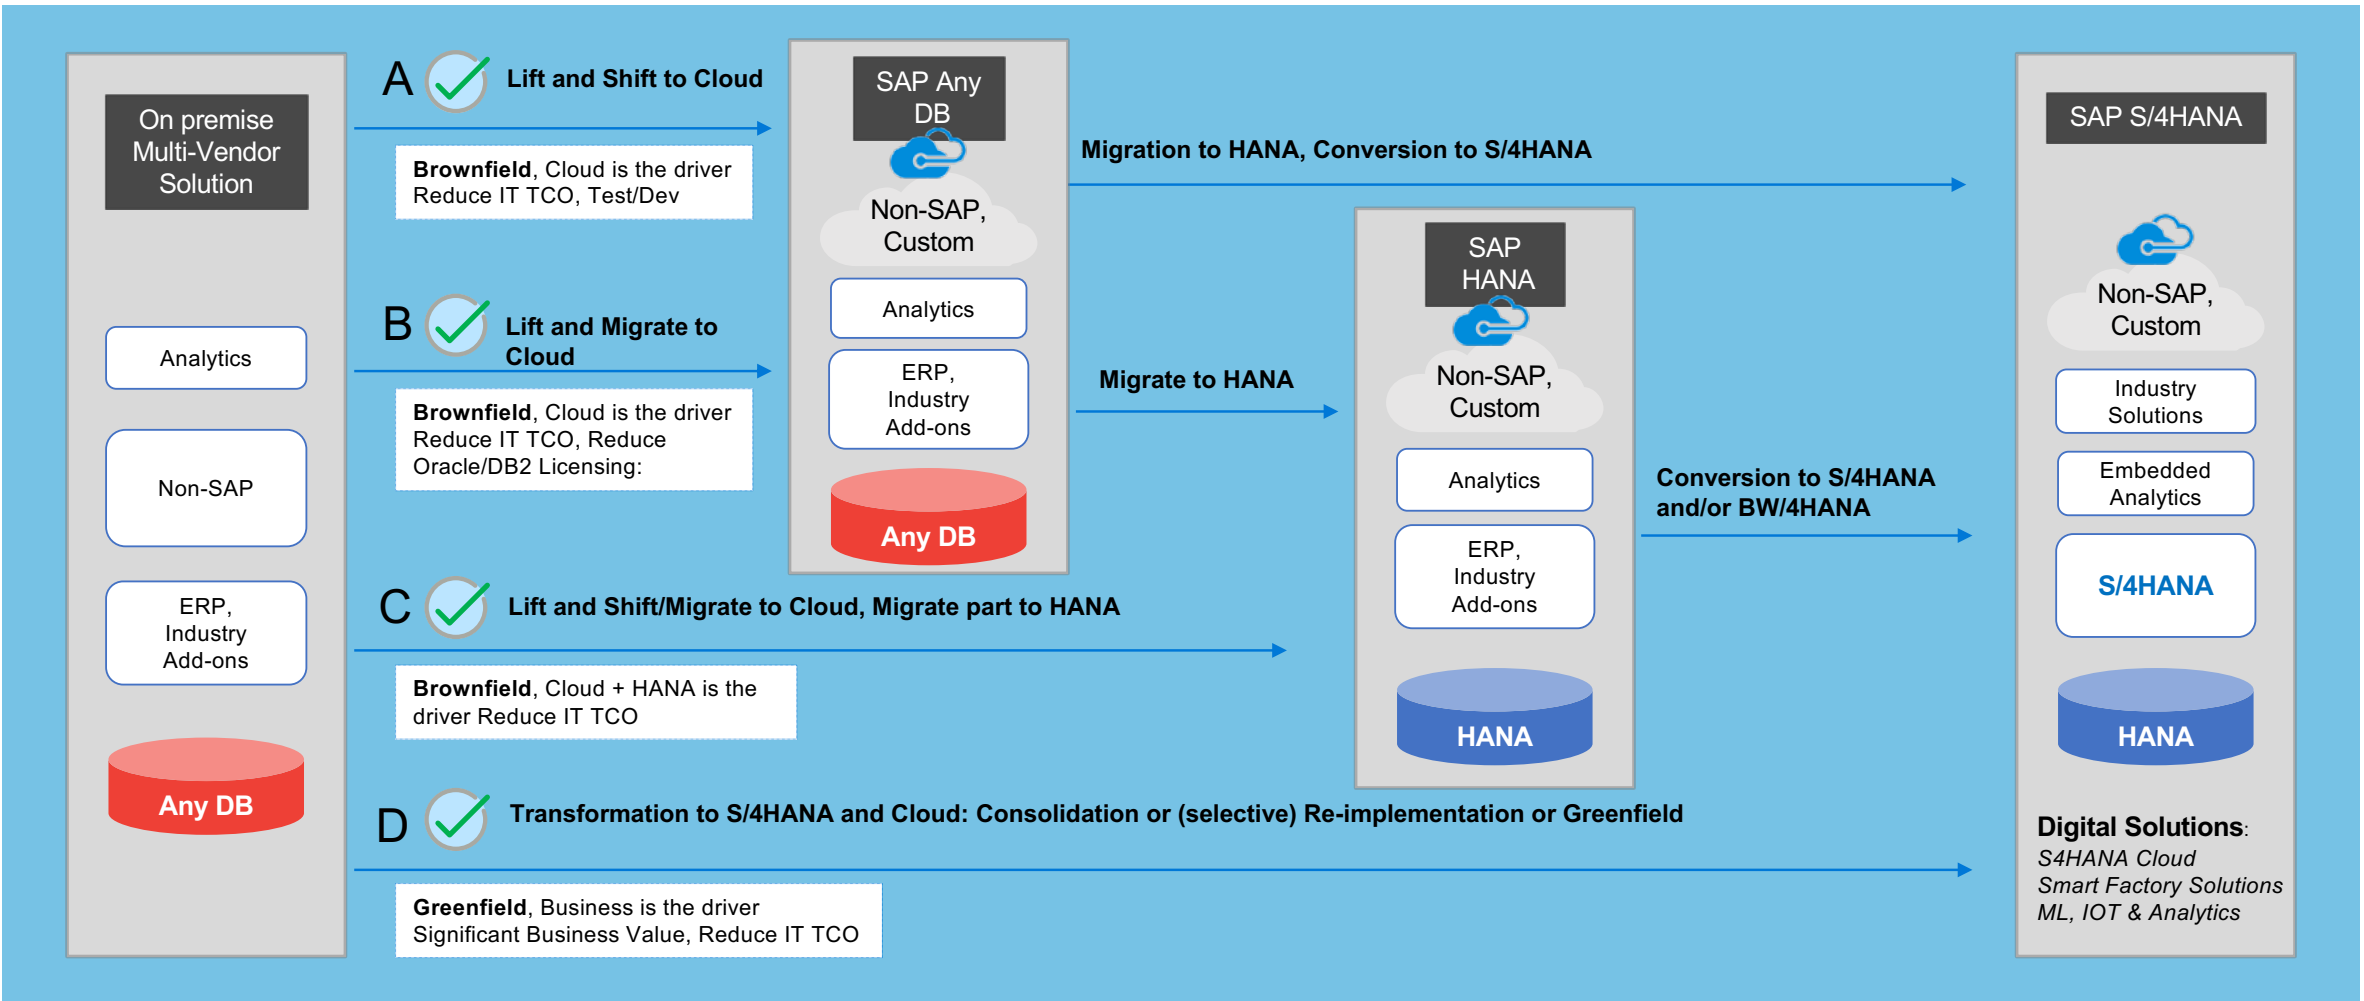 On premise
Multi-Vendor
Solution
Analytics
Non-SAP
ERP,
Industry
Add-ons
Any DB
A
Lift and Shift to Cloud
Brownfield, Cloud is the driver
Reduce IT TCO, Test/Dev
B
Lift and Migrate to
Cloud
Brownfield, Cloud is the driver
Reduce IT TCO, Reduce
Oracle/DB2 Licensing:
C
Lift and Shift/Migrate to Cloud, Migrate part to HANA
Brownfield, Cloud + HANA is the
driver Reduce IT TCO
D
Transformation to S/4HANA and Cloud: Consolidation or (selective) Re-implementation or Greenfield
Greenfield, Business is the driver
Significant Business Value, Reduce IT TCO
SAP Any
DB
Non-SAP,
Custom
Analytics
ERP,
Industry
Add-ons
Any DB
Migration to HANA, Conversion to S/4HANA
Migrate to HANA
SAP
HANA
Non-SAP,
Custom
Analytics
ERP,
Industry
Add-ons
HANA
Conversion to S/4HANA
and/or BW/4HANA
SAP S/4HANA
Non-SAP,
Custom
Industry
Solutions
Embedded
Analytics
S/4HANA
HANA
Digital Solutions:
S4HANA Cloud
Smart Factory Solutions
ML, IOT & Analytics